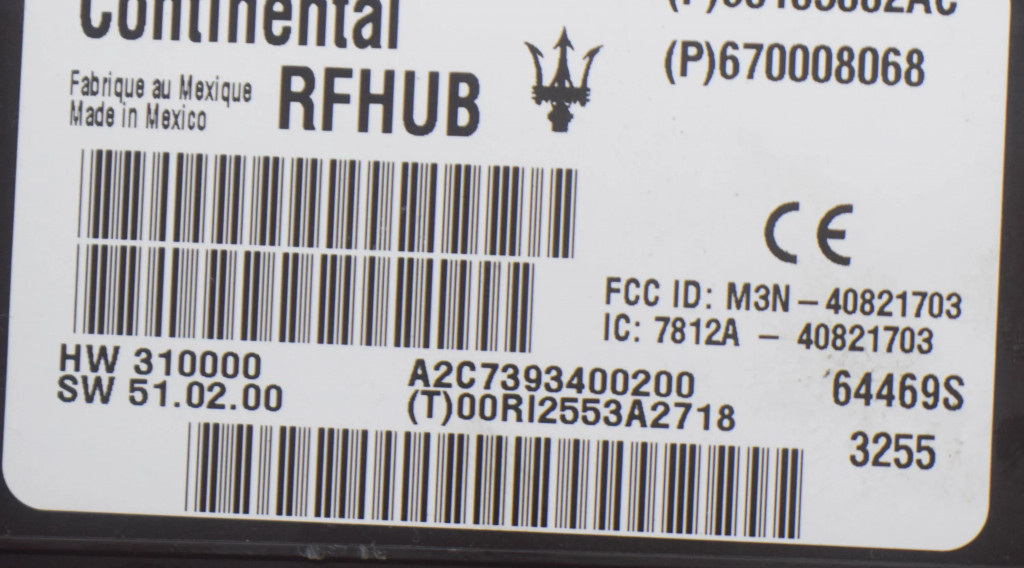 Continental
(P)670008068
Fabrique au Mexique
Made in Mexico
RFHUB
CE
FCC ID: M3N – 40821703
IC: 7812A – 40821703
HW 310000
SW 51.02.00
A2C7393400200
(T)00RI2553A2718
64469S
3255